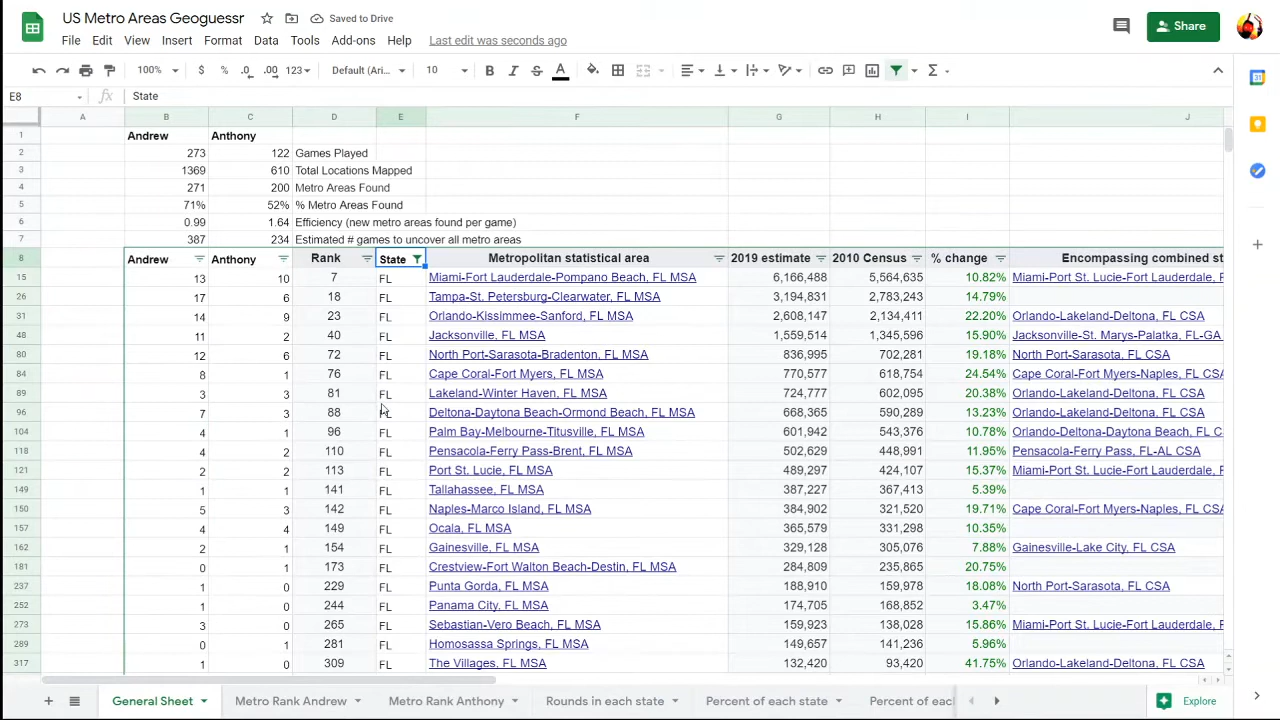 US Metro Areas Geoguessr Saved to Drive
File Edit View Insert Format Data Tools Add-ons Help Last edit was seconds ago
Share
100% $ % .0 .00 123 Default (Ari... 10 B I S A Σ
E8 fx State
A B C D E F G H I J
1 Andrew Anthony
2 273 122 Games Played
3 1369 610 Total Locations Mapped
4 271 200 Metro Areas Found
5 71% 52% % Metro Areas Found
6 0.99 1.64 Efficiency (new metro areas found per game)
7 387 234 Estimated # games to uncover all metro areas
8 Andrew Anthony Rank State Metropolitan statistical area 2019 estimate 2010 Census % change Encompassing combined st
15 13 10 7 FL Miami-Fort Lauderdale-Pompano Beach, FL MSA 6,166,488 5,564,635 10.82% Miami-Port St. Lucie-Fort Lauderdale, F
26 17 6 18 FL Tampa-St. Petersburg-Clearwater, FL MSA 3,194,831 2,783,243 14.79%
31 14 9 23 FL Orlando-Kissimmee-Sanford, FL MSA 2,608,147 2,134,411 22.20% Orlando-Lakeland-Deltona, FL CSA
48 11 2 40 FL Jacksonville, FL MSA 1,559,514 1,345,596 15.90% Jacksonville-St. Marys-Palatka, FL-GA
80 12 6 72 FL North Port-Sarasota-Bradenton, FL MSA 836,995 702,281 19.18% North Port-Sarasota, FL CSA
84 8 1 76 FL Cape Coral-Fort Myers, FL MSA 770,577 618,754 24.54% Cape Coral-Fort Myers-Naples, FL CSA
89 3 3 81 FL Lakeland-Winter Haven, FL MSA 724,777 602,095 20.38% Orlando-Lakeland-Deltona, FL CSA
96 7 3 88 FL Deltona-Daytona Beach-Ormond Beach, FL MSA 668,365 590,289 13.23% Orlando-Lakeland-Deltona, FL CSA
104 4 1 96 FL Palm Bay-Melbourne-Titusville, FL MSA 601,942 543,376 10.78% Orlando-Deltona-Daytona Beach, FL C
118 4 2 110 FL Pensacola-Ferry Pass-Brent, FL MSA 502,629 448,991 11.95% Pensacola-Ferry Pass, FL-AL CSA
121 2 2 113 FL Port St. Lucie, FL MSA 489,297 424,107 15.37% Miami-Port St. Lucie-Fort Lauderdale, F
149 1 1 141 FL Tallahassee, FL MSA 387,227 367,413 5.39%
150 5 3 142 FL Naples-Marco Island, FL MSA 384,902 321,520 19.71% Cape Coral-Fort Myers-Naples, FL CSA
157 4 4 149 FL Ocala, FL MSA 365,579 331,298 10.35%
162 2 1 154 FL Gainesville, FL MSA 329,128 305,076 7.88% Gainesville-Lake City, FL CSA
181 0 1 173 FL Crestview-Fort Walton Beach-Destin, FL MSA 284,809 235,865 20.75%
237 1 0 229 FL Punta Gorda, FL MSA 188,910 159,978 18.08% North Port-Sarasota, FL CSA
252 1 0 244 FL Panama City, FL MSA 174,705 168,852 3.47%
273 3 0 265 FL Sebastian-Vero Beach, FL MSA 159,923 138,028 15.86% Miami-Port St. Lucie-Fort Lauderdale, F
289 0 1 281 FL Homosassa Springs, FL MSA 149,657 141,236 5.96%
317 1 0 309 FL The Villages, FL MSA 132,420 93,420 41.75% Orlando-Lakeland-Deltona, FL CSA
General Sheet Metro Rank Andrew Metro Rank Anthony Rounds in each state Percent of each state Percent of eac Explore